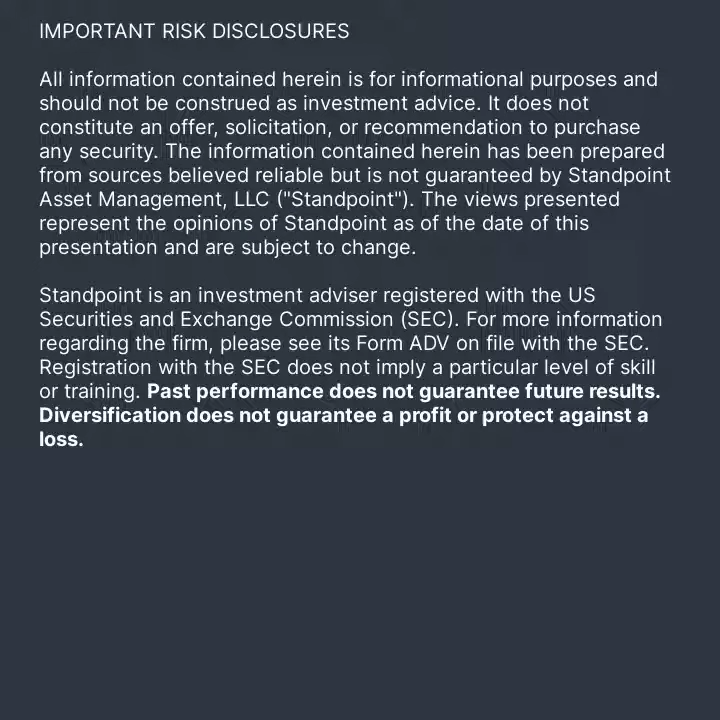 IMPORTANT RISK DISCLOSURES
All information contained herein is for informational purposes and
should not be construed as investment advice. It does not
constitute an offer, solicitation, or recommendation to purchase
any security. The information contained herein has been prepared
from sources believed reliable but is not guaranteed by Standpoint
Asset Management, LLC ("Standpoint"). The views presented
represent the opinions of Standpoint as of the date of this
presentation and are subject to change.
Standpoint is an investment adviser registered with the US
Securities and Exchange Commission (SEC). For more information
regarding the firm, please see its Form ADV on file with the SEC.
Registration with the SEC does not imply a particular level of skill
or training. Past performance does not guarantee future results.
Diversification does not guarantee a profit or protect against a
loss.